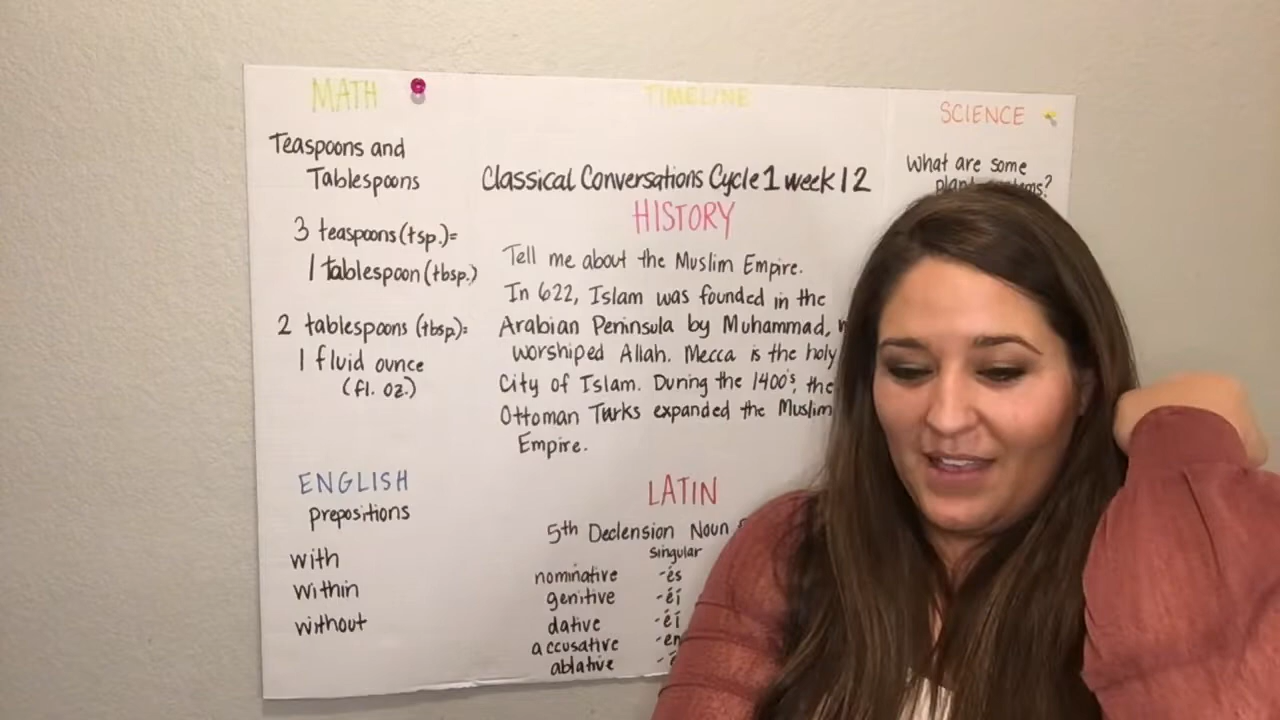 MATH
Teaspoons and
Tablespoons
3 teaspoons (tsp.)=
1 Tablespoon (tbsp.)
2 tablespoons (tbsp.)=
1 fluid ounce
(fl. oz.)
ENGLISH
prepositions
with
within
without
TIMELINE
Classical Conversations Cycle 1 week 12
HISTORY
Tell me about the Muslim Empire.
In 622, Islam was founded in the
Arabian Peninsula by Muhammad,
worshiped Allah. Mecca is the holy
City of Islam. During the 1400's, the
Ottoman Turks expanded the Muslim
Empire.
LATIN
5th Declension Noun
Singular
nominative -ēs
genitive -éī
dative -éī
accusative -em
ablative
SCIENCE
What are some